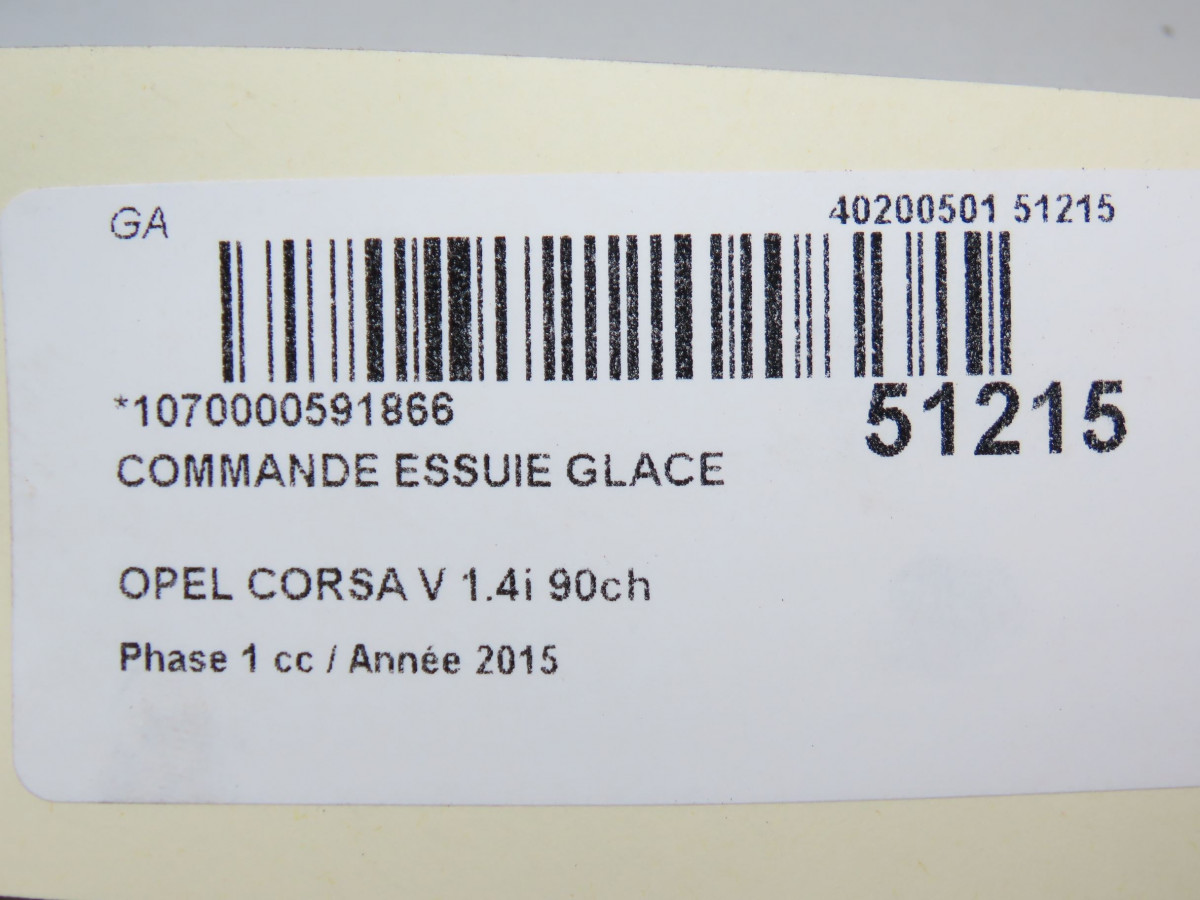 GA
40200501 51215
*1070000591866
51215
COMMANDE ESSUIE GLACE
OPEL CORSA V 1.4i 90ch
Phase 1 cc / Année 2015